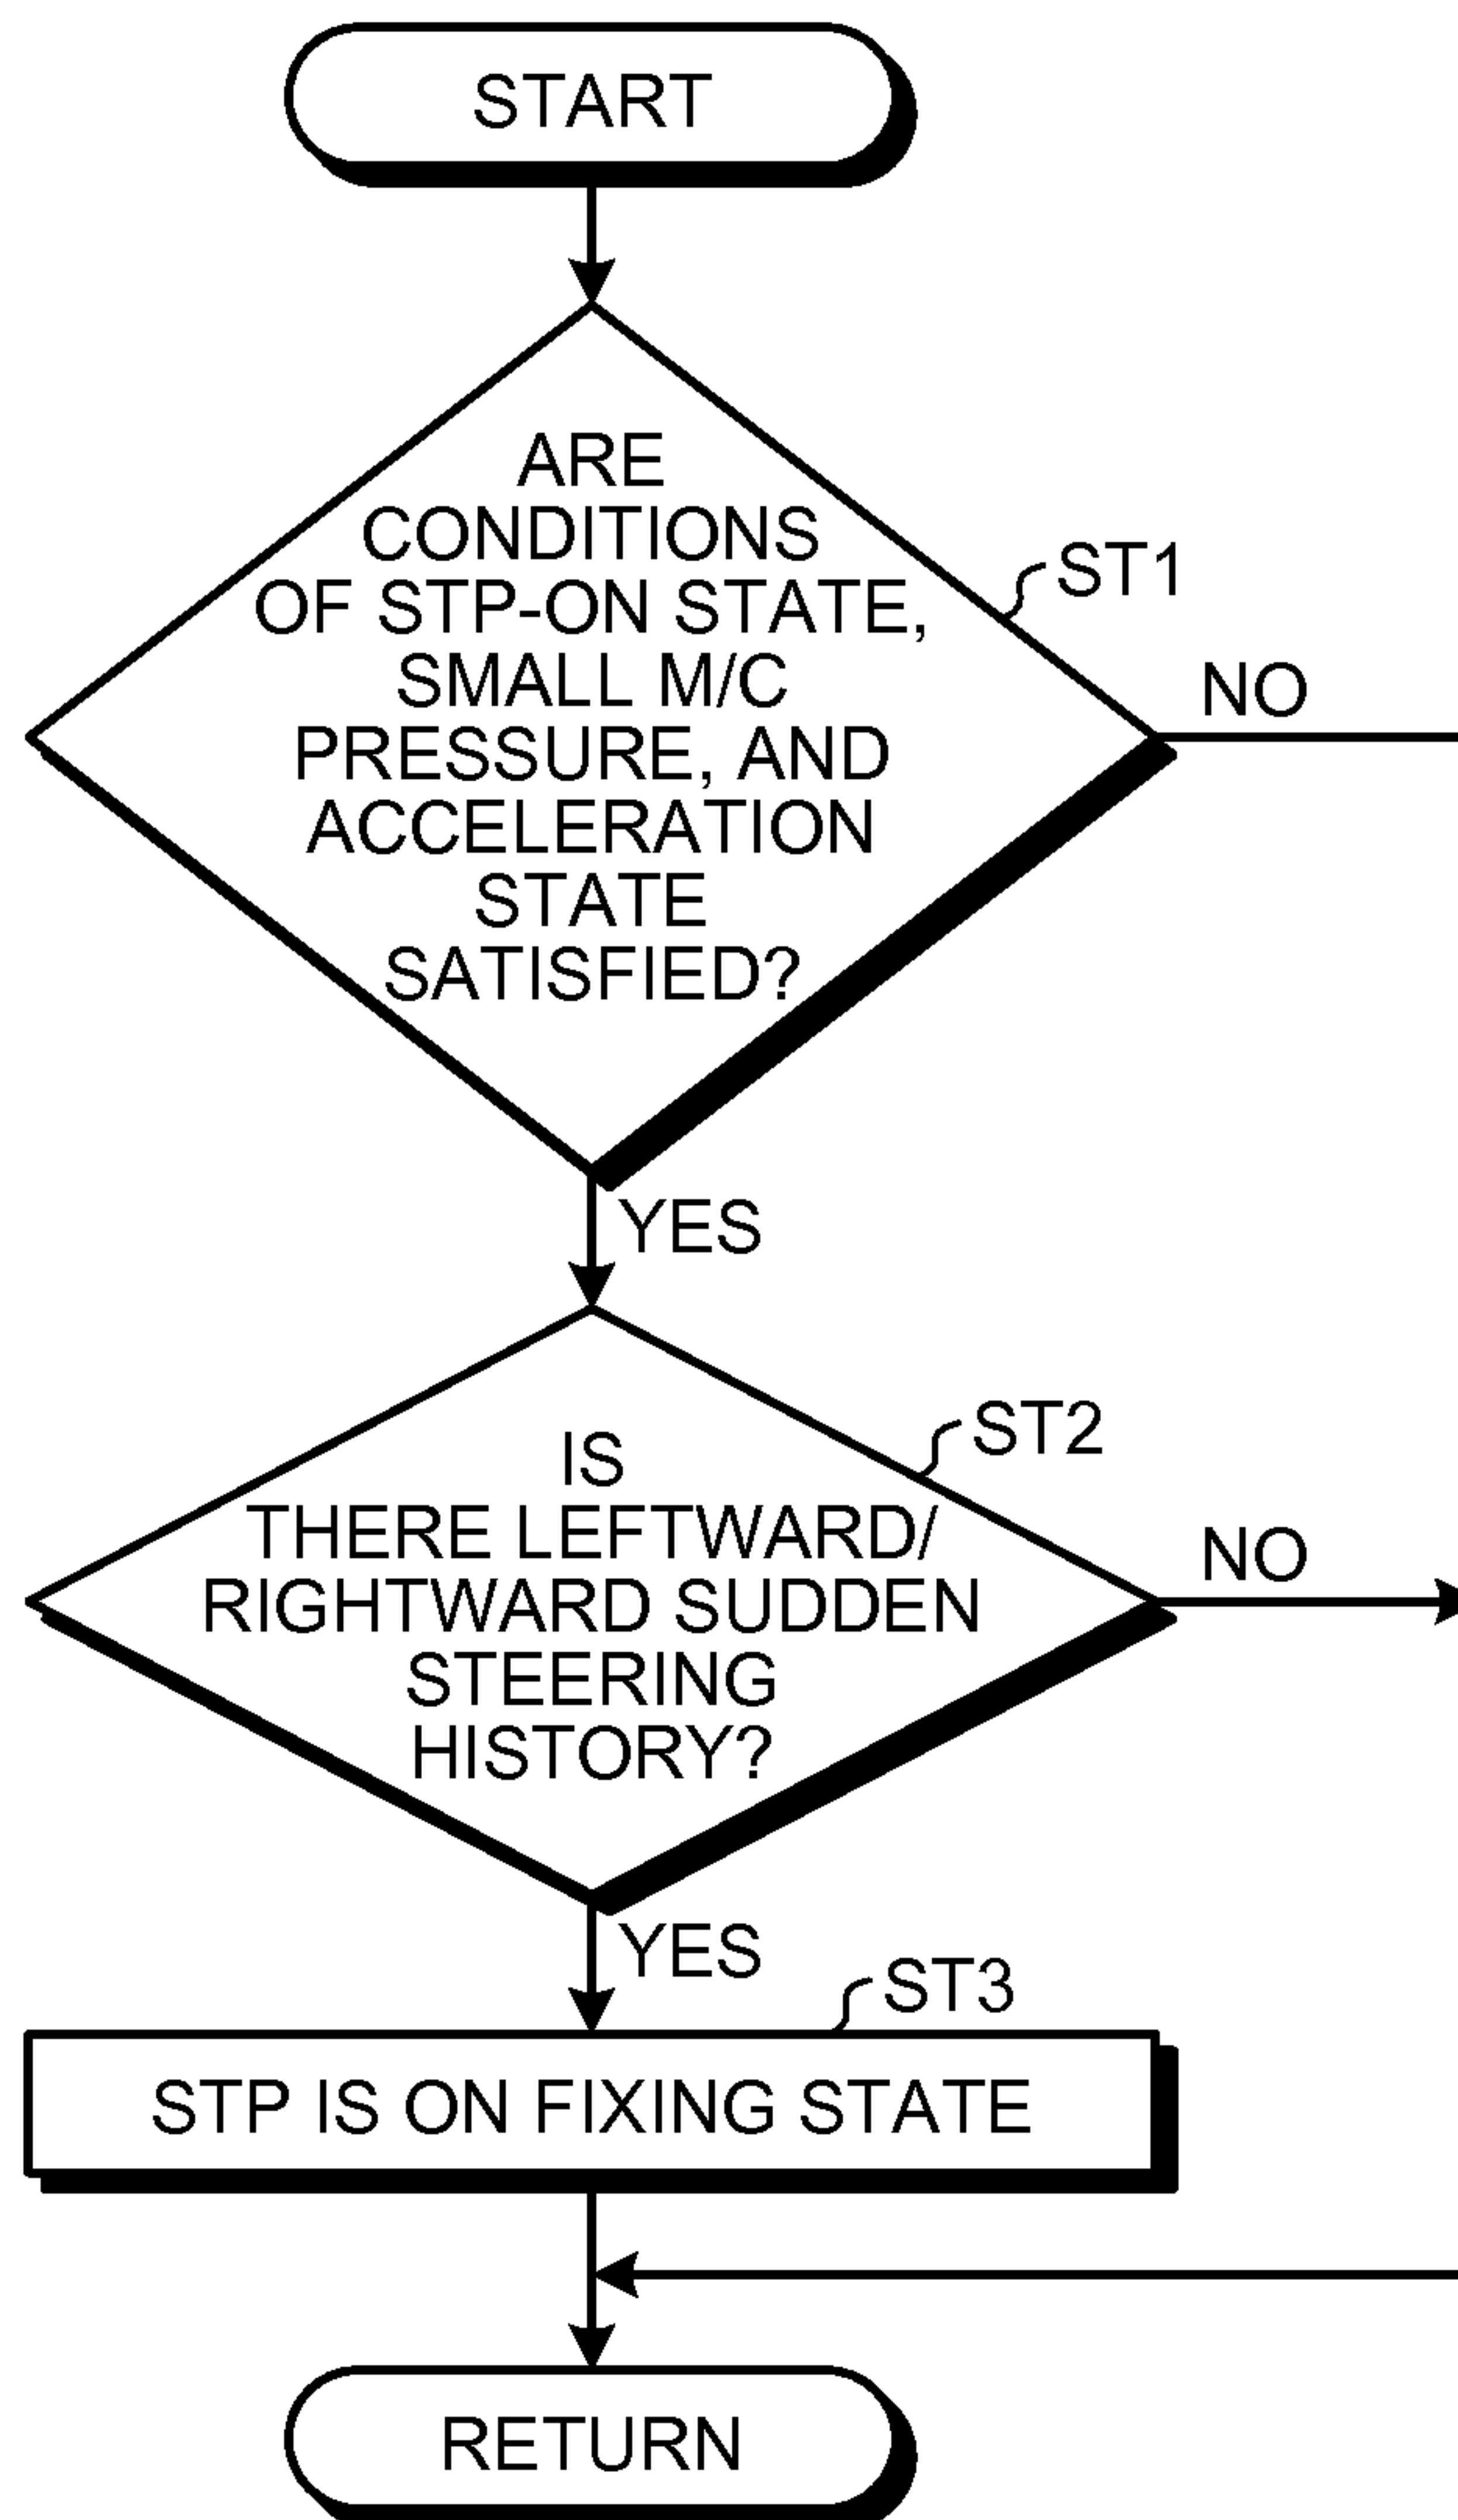 START
ARE
CONDITIONS
OF STP-ON STATE,
SMALL M/C
PRESSURE, AND
ACCELERATION
STATE
SATISFIED?
ST1
NO
YES
IS
THERE LEFTWARD/
RIGHTWARD SUDDEN
STEERING
HISTORY?
ST2
NO
YES
ST3
STP IS ON FIXING STATE
RETURN